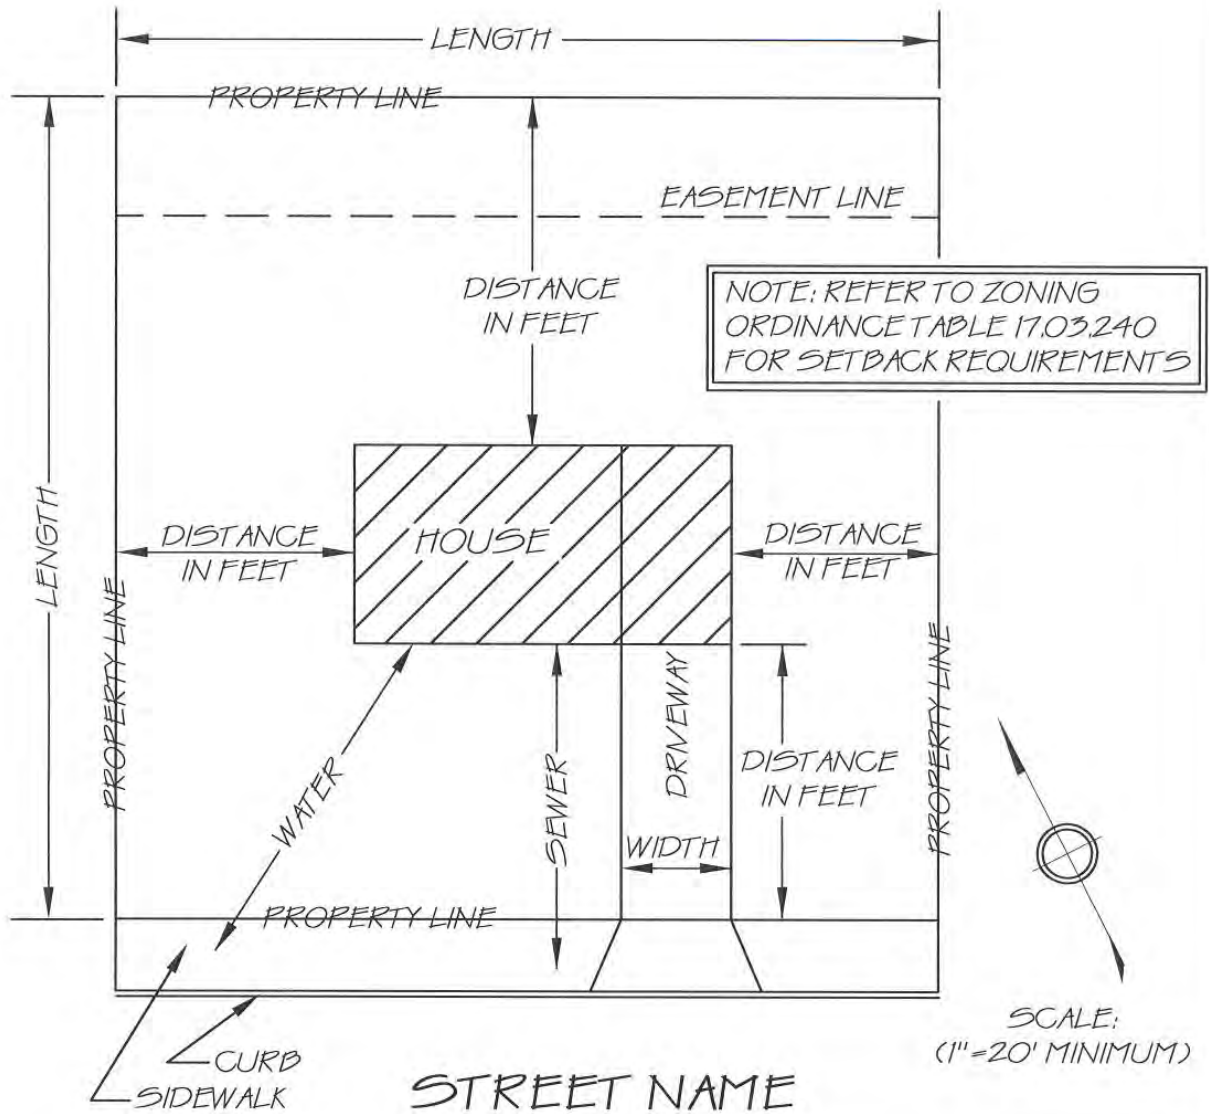 LENGTH
PROPERTY LINE
EASEMENT LINE
DISTANCE
IN FEET
NOTE: REFER TO ZONING
ORDINANCE TABLE 17.03.240
FOR SETBACK REQUIREMENTS
LENGTH
DISTANCE
IN FEET
HOUSE
DISTANCE
IN FEET
PROPERTY LINE
PROPERTY LINE
WATER
SEWER
DRIVEWAY
DISTANCE
IN FEET
WIDTH
PROPERTY LINE
SCALE:
(1"=20' MINIMUM)
CURB
SIDEWALK
STREET NAME